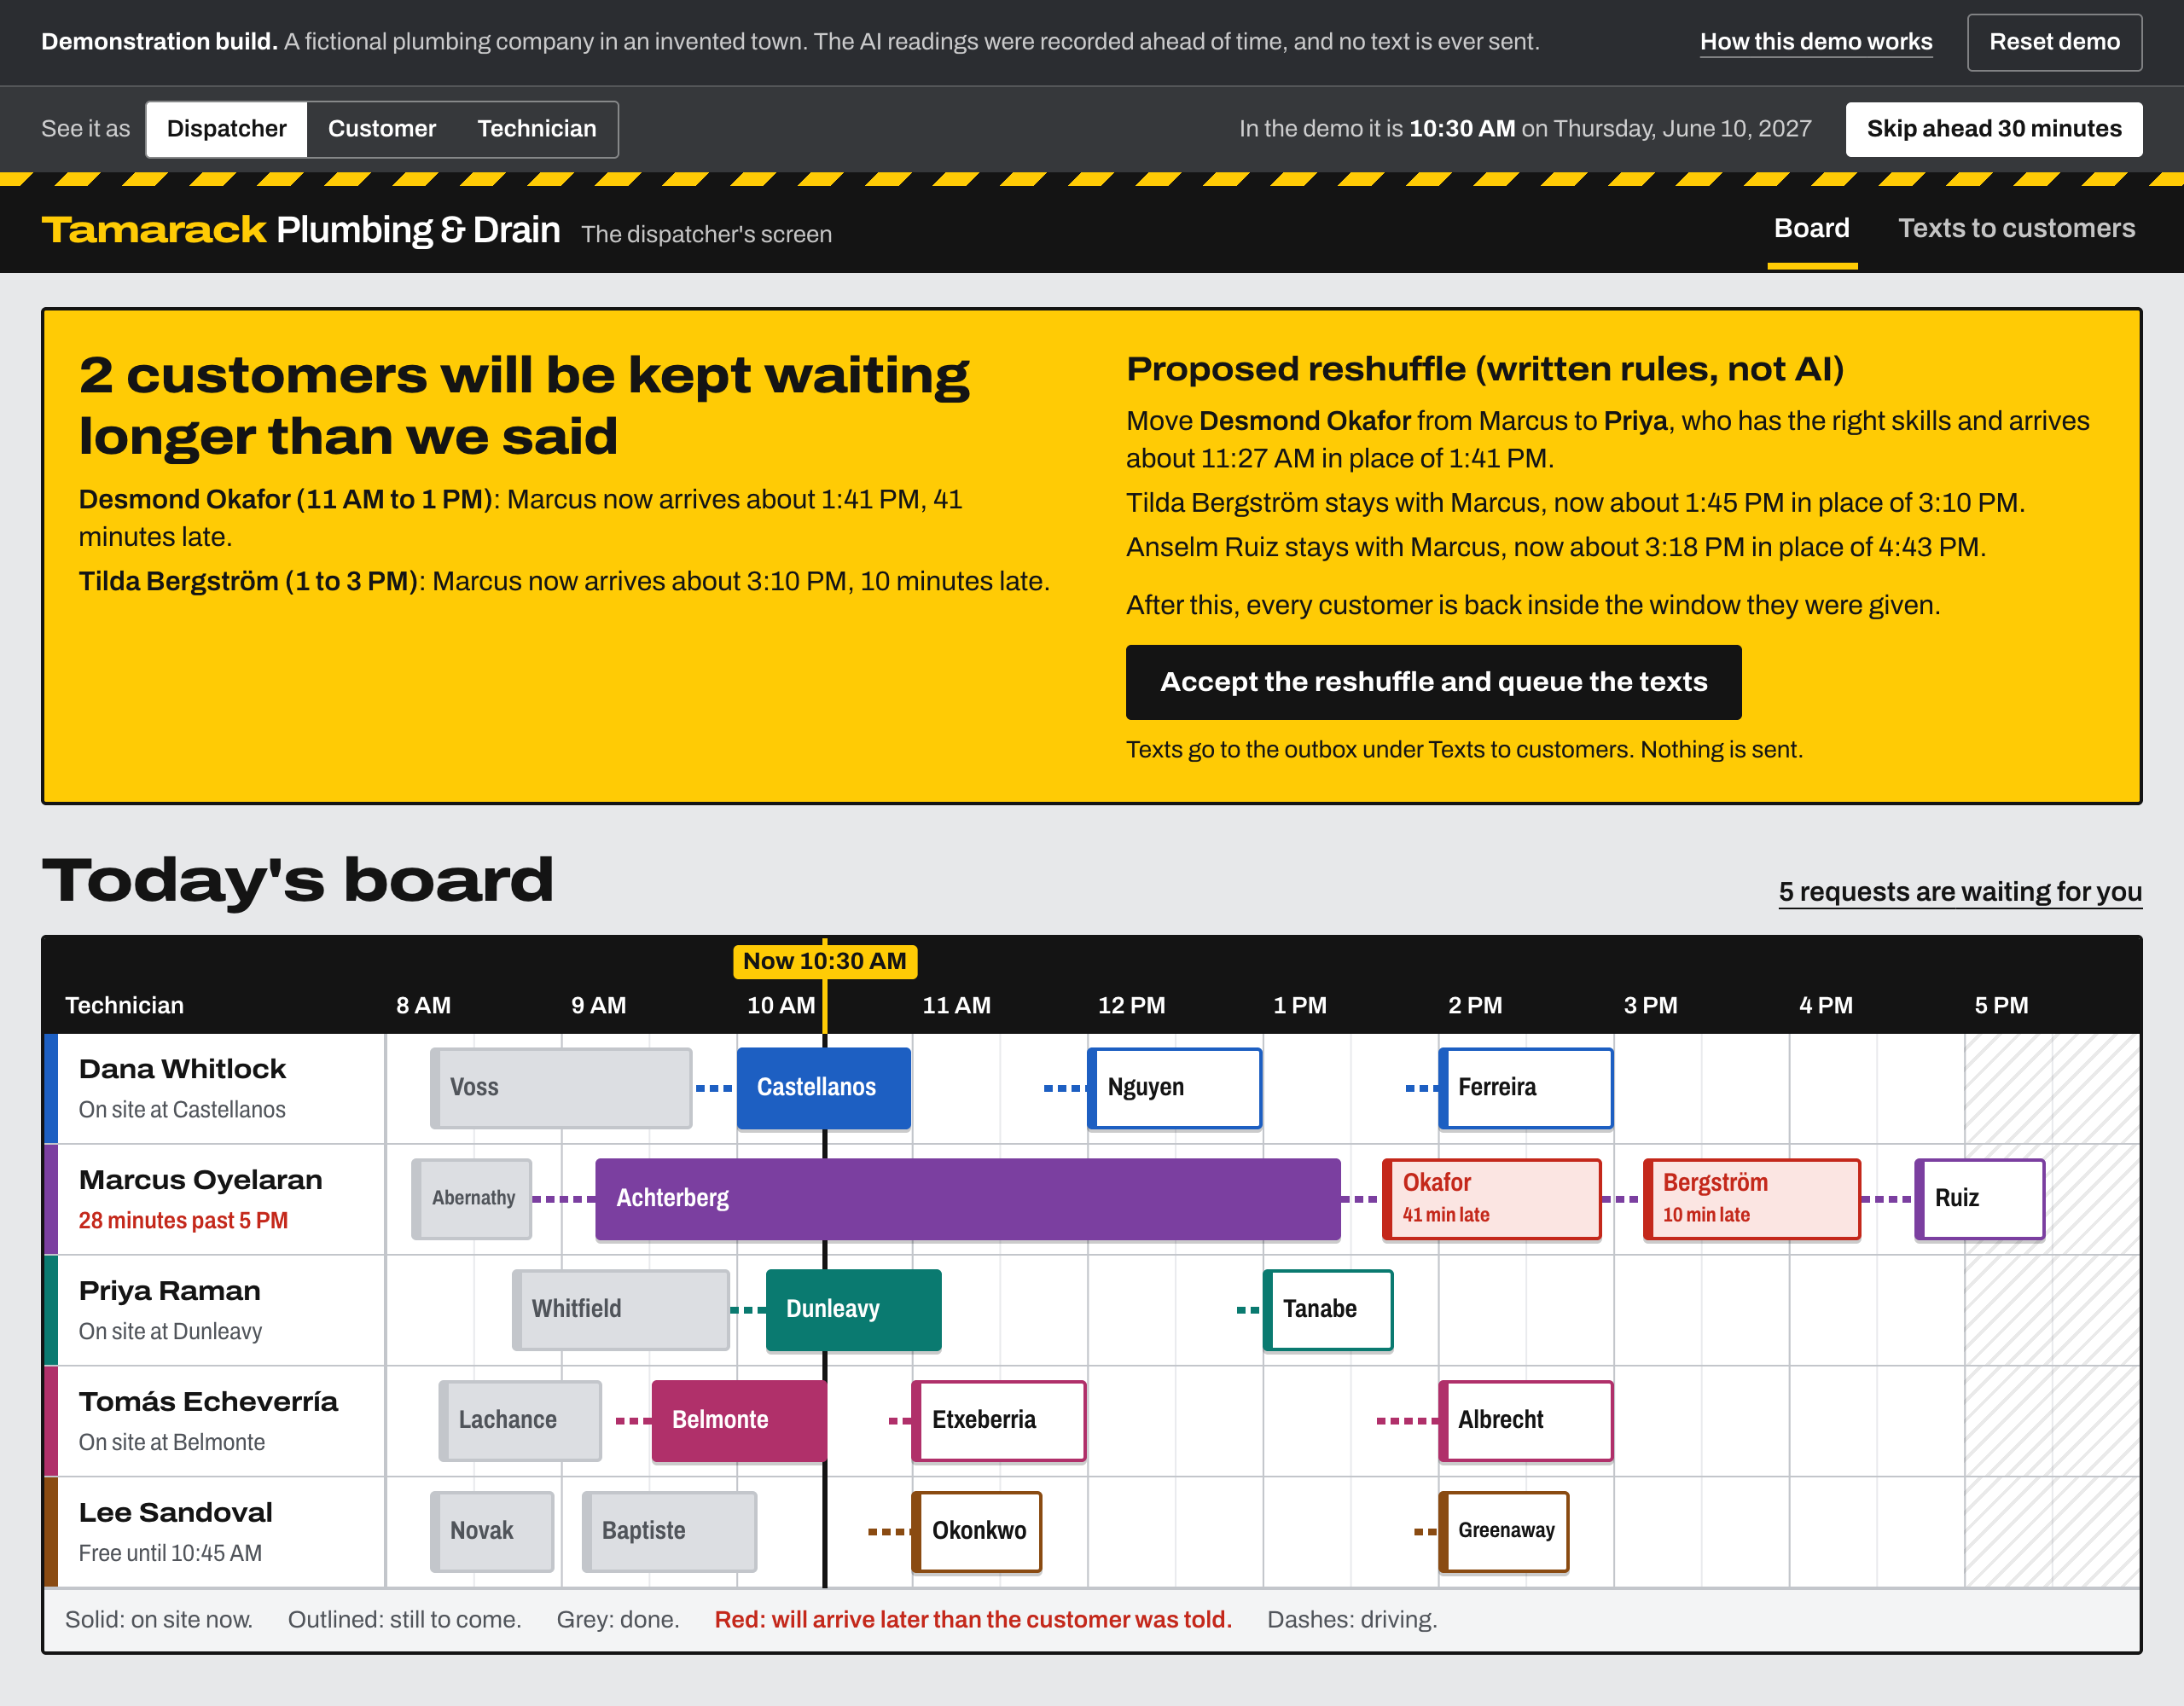 Demonstration build. A fictional plumbing company in an invented town. The AI readings were recorded ahead of time, and no text is ever sent.
How this demo works
Reset demo
See it as
Dispatcher
Customer
Technician
In the demo it is 10:30 AM on Thursday, June 10, 2027
Skip ahead 30 minutes
Tamarack Plumbing & Drain
The dispatcher's screen
Board
Texts to customers
2 customers will be kept waiting
longer than we said
Desmond Okafor (11 AM to 1 PM): Marcus now arrives about 1:41 PM, 41
minutes late.
Tilda Bergström (1 to 3 PM): Marcus now arrives about 3:10 PM, 10 minutes late.
Proposed reshuffle (written rules, not AI)
Move Desmond Okafor from Marcus to Priya, who has the right skills and arrives
about 11:27 AM in place of 1:41 PM.
Tilda Bergström stays with Marcus, now about 1:45 PM in place of 3:10 PM.
Anselm Ruiz stays with Marcus, now about 3:18 PM in place of 4:43 PM.
After this, every customer is back inside the window they were given.
Accept the reshuffle and queue the texts
Texts go to the outbox under Texts to customers. Nothing is sent.
Today's board
5 requests are waiting for you
Now 10:30 AM
Technician
8 AM
9 AM
10 AM
11 AM
12 PM
1 PM
2 PM
3 PM
4 PM
5 PM
Dana Whitlock
On site at Castellanos
Voss
Castellanos
Nguyen
Ferreira
Marcus Oyelaran
28 minutes past 5 PM
Abernathy
Achterberg
Okafor
41 min late
Bergström
10 min late
Ruiz
Priya Raman
On site at Dunleavy
Whitfield
Dunleavy
Tanabe
Tomás Echeverría
On site at Belmonte
Lachance
Belmonte
Etxeberria
Albrecht
Lee Sandoval
Free until 10:45 AM
Novak
Baptiste
Okonkwo
Greenaway
Solid: on site now.
Outlined: still to come.
Grey: done.
Red: will arrive later than the customer was told.
Dashes: driving.